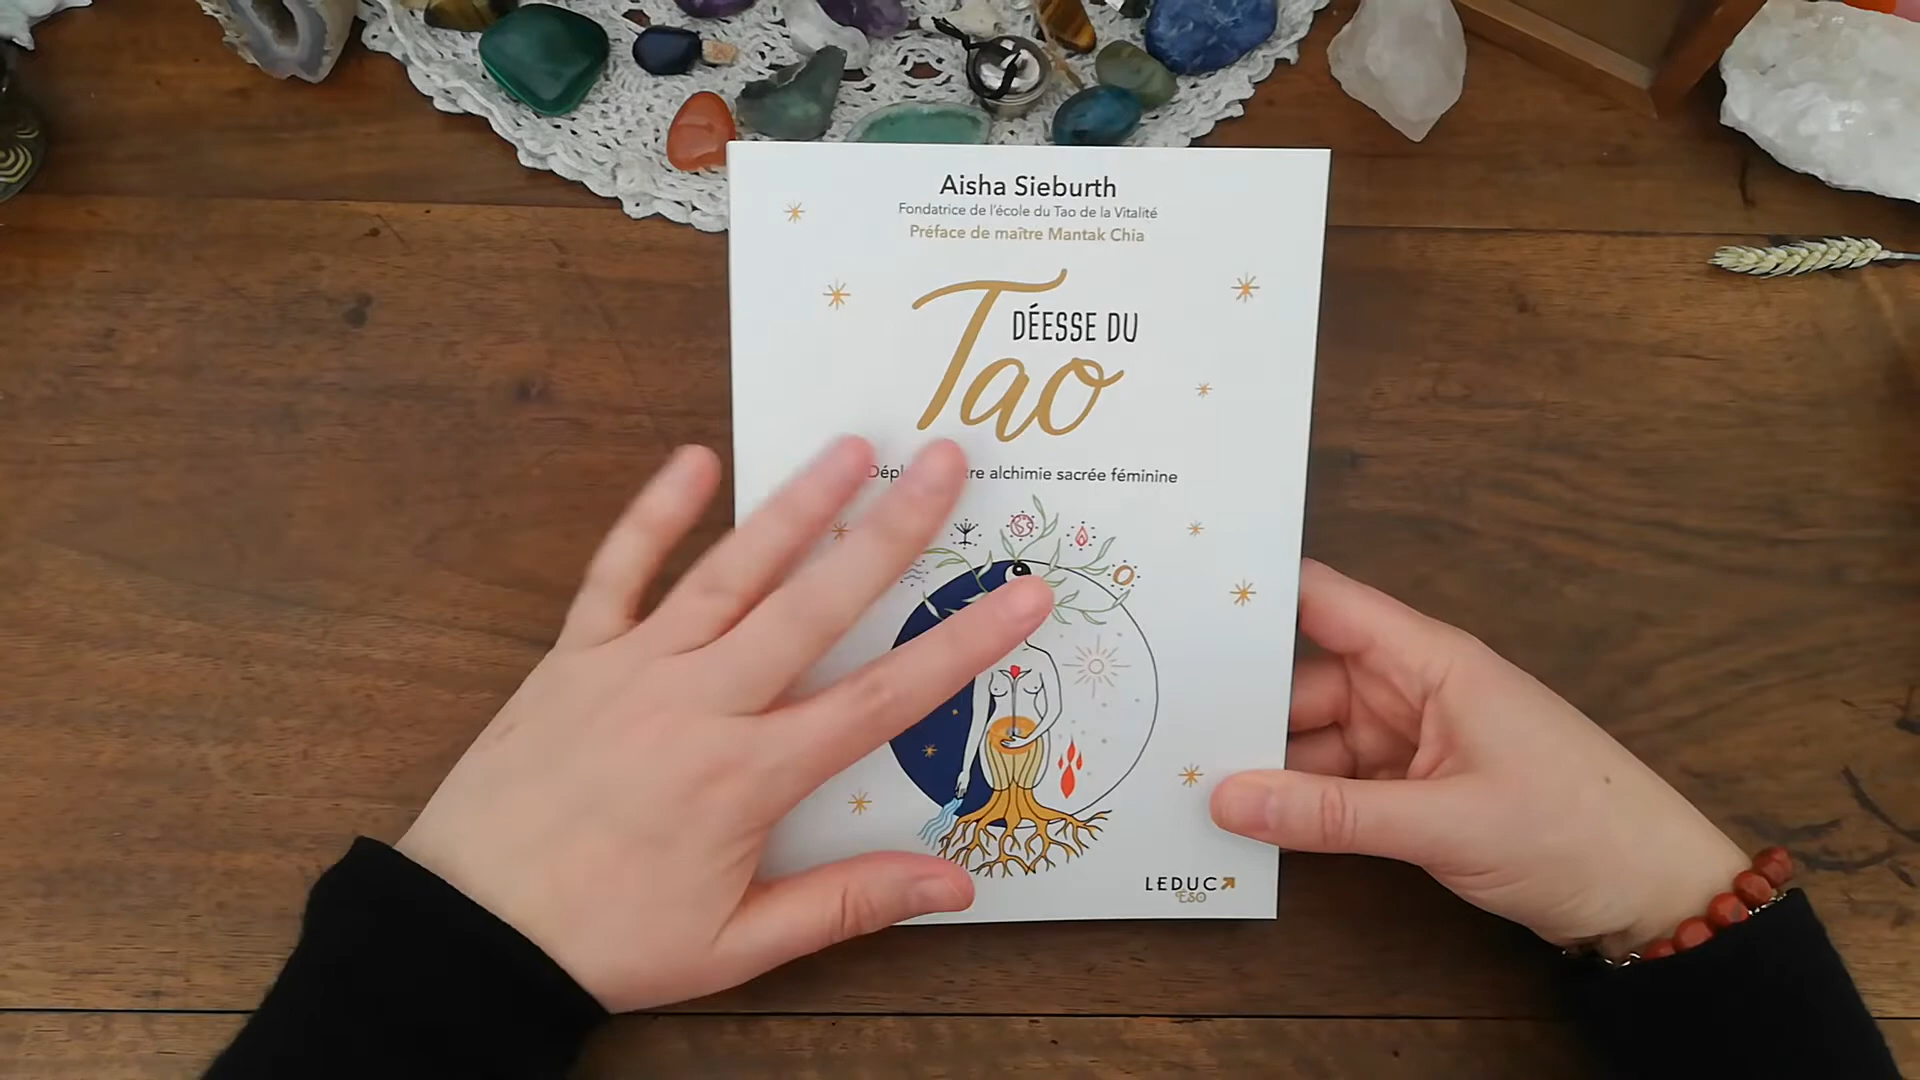 Aisha Sieburth
Fondatrice de l'école du Tao de la Vitalité
Préface de maître Mantak Chia
DÉESSE DU
Tao
alchimie sacrée féminine
LEDUC
ÉSO